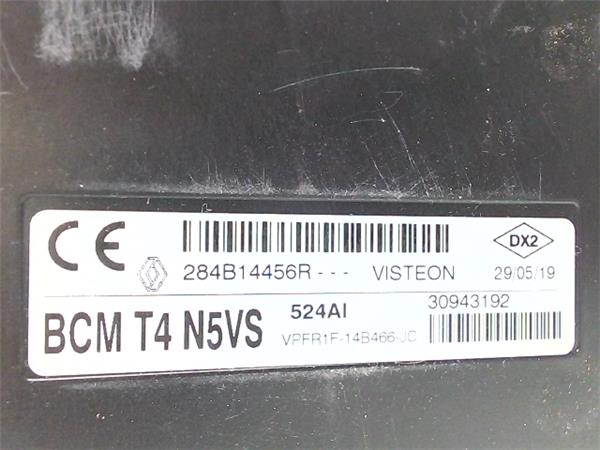 CE
DX2
284B14456R--- VISTEON 29/05/19
BCM T4 N5VS
524AI
30943192
VPFR1F-14B466-JC